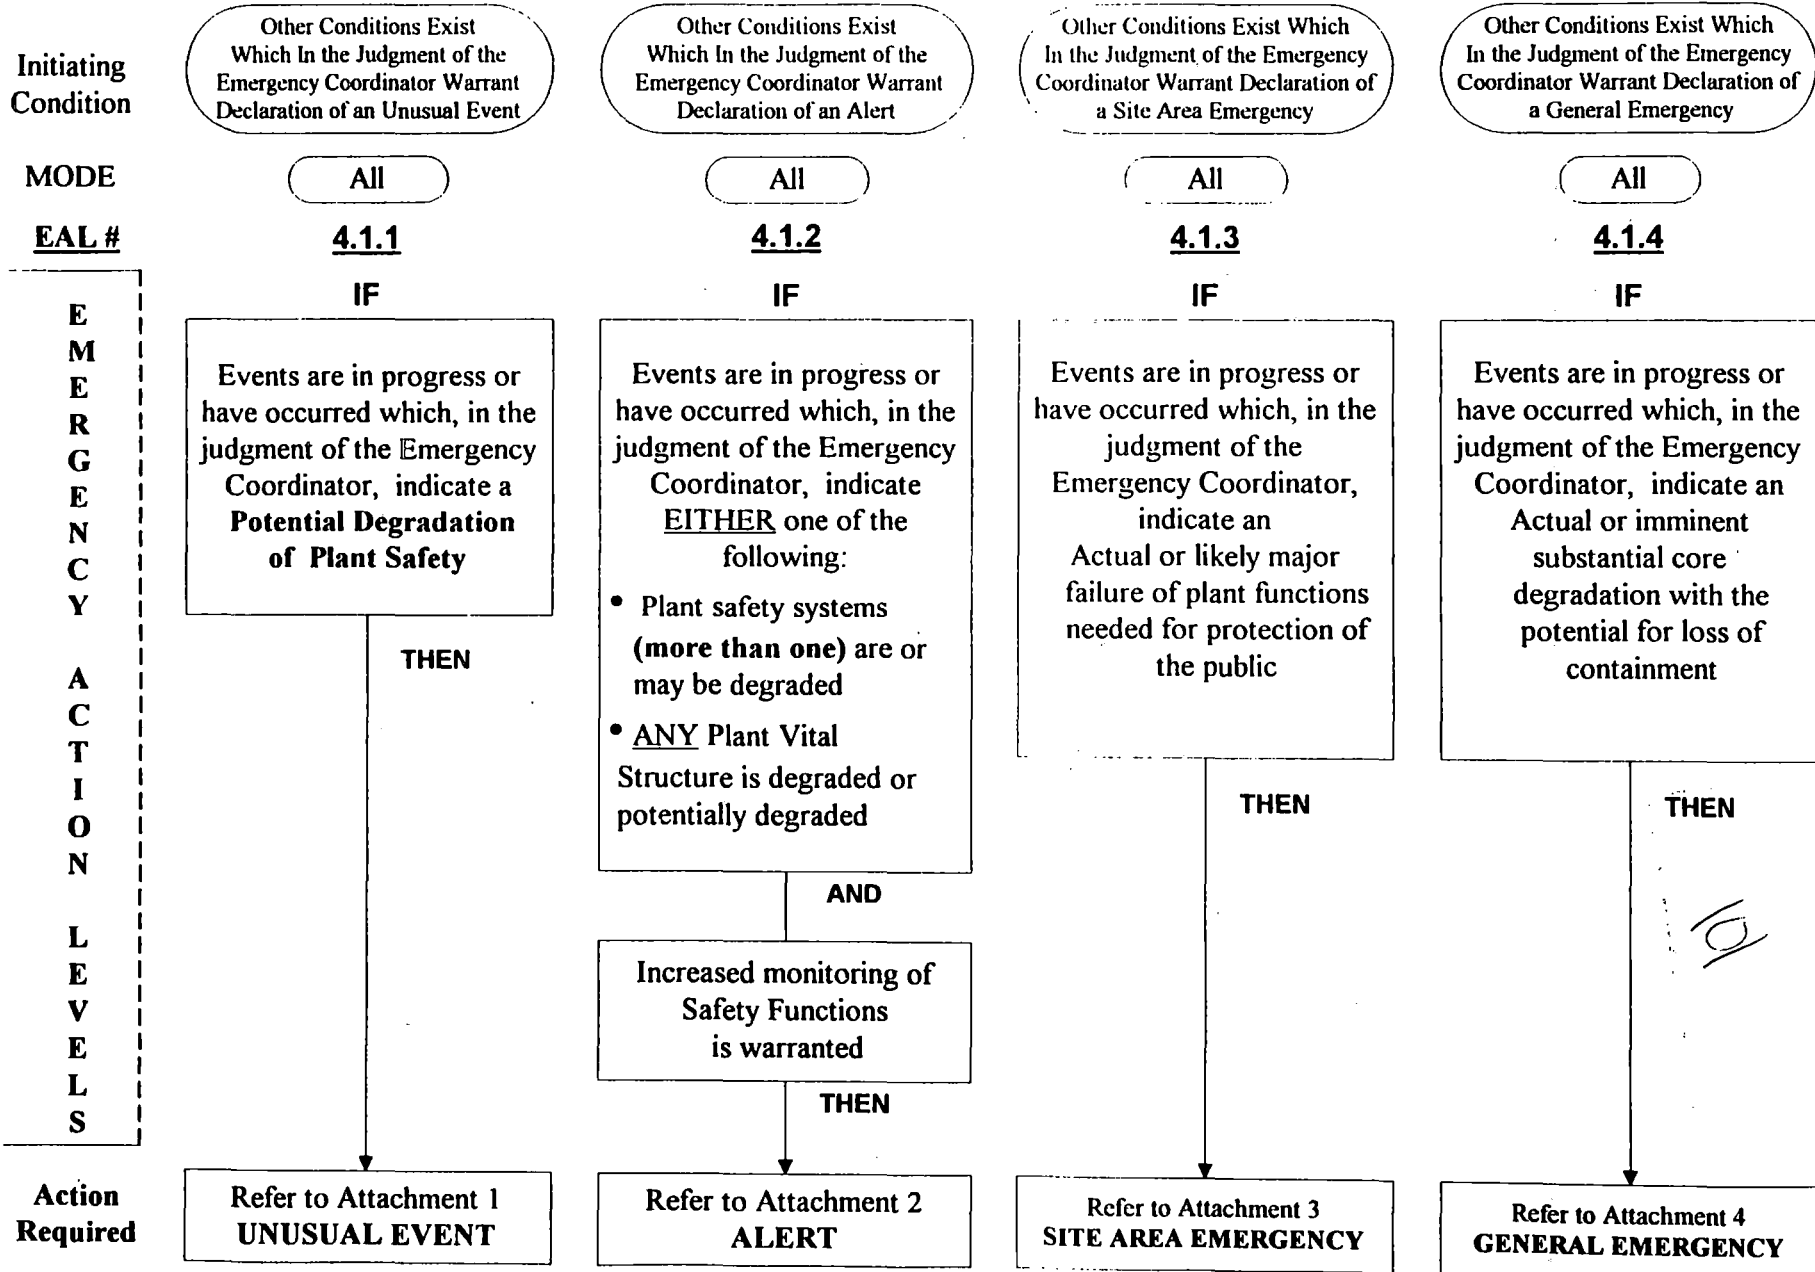 Initiating
Condition
Other Conditions Exist
Which In the Judgment of the
Emergency Coordinator Warrant
Declaration of an Unusual Event
Other Conditions Exist
Which In the Judgment of the
Emergency Coordinator Warrant
Declaration of an Alert
Other Conditions Exist Which
In the Judgment of the Emergency
Coordinator Warrant Declaration of
a Site Area Emergency
Other Conditions Exist Which
In the Judgment of the Emergency
Coordinator Warrant Declaration of
a General Emergency
MODE
All
All
All
All
EAL #
4.1.1
4.1.2
4.1.3
4.1.4
E
M
E
R
G
E
N
C
Y
A
C
T
I
O
N
L
E
V
E
L
S
IF
Events are in progress or
have occurred which, in the
judgment of the Emergency
Coordinator, indicate a
Potential Degradation
of Plant Safety
THEN
IF
Events are in progress or
have occurred which, in the
judgment of the Emergency
Coordinator, indicate
EITHER one of the
following:
• Plant safety systems
(more than one) are or
may be degraded
• ANY Plant Vital
Structure is degraded or
potentially degraded
AND
Increased monitoring of
Safety Functions
is warranted
THEN
IF
Events are in progress or
have occurred which, in the
judgment of the
Emergency Coordinator,
indicate an
Actual or likely major
failure of plant functions
needed for protection of
the public
THEN
IF
Events are in progress or
have occurred which, in the
judgment of the Emergency
Coordinator, indicate an
Actual or imminent
substantial core
degradation with the
potential for loss of
containment
THEN
Action
Required
Refer to Attachment 1
UNUSUAL EVENT
Refer to Attachment 2
ALERT
Refer to Attachment 3
SITE AREA EMERGENCY
Refer to Attachment 4
GENERAL EMERGENCY